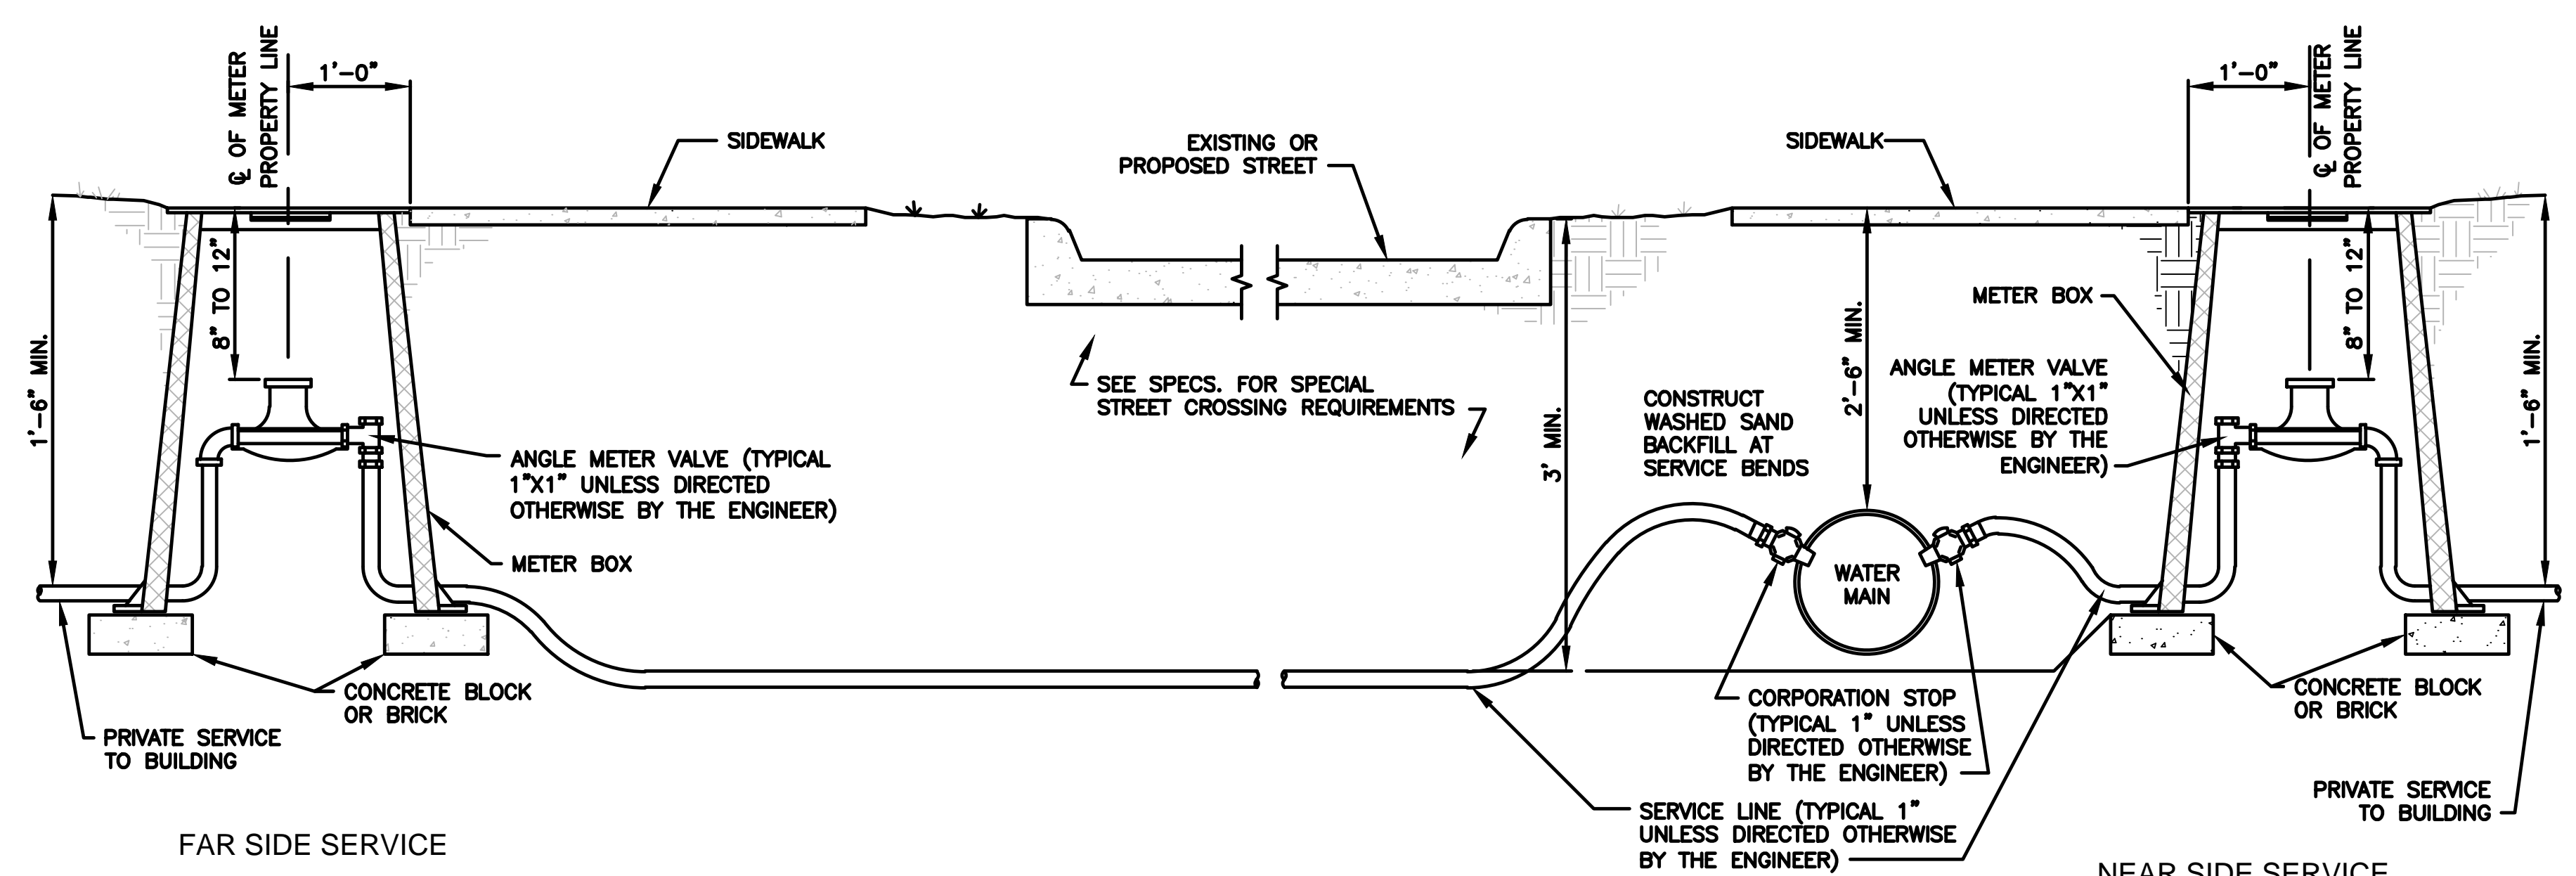 ℄ OF METER
PROPERTY LINE
1'-0"
SIDEWALK
EXISTING OR
PROPOSED STREET
SIDEWALK
1'-0"
℄ OF METER
PROPERTY LINE
1'-6" MIN.
8" TO 12"
ANGLE METER VALVE (TYPICAL
1"X1" UNLESS DIRECTED
OTHERWISE BY THE ENGINEER)
METER BOX
CONCRETE BLOCK
OR BRICK
PRIVATE SERVICE
TO BUILDING
FAR SIDE SERVICE
SEE SPECS. FOR SPECIAL
STREET CROSSING REQUIREMENTS
3' MIN.
CONSTRUCT
WASHED SAND
BACKFILL AT
SERVICE BENDS
2'-6" MIN.
WATER
MAIN
METER BOX
ANGLE METER VALVE
(TYPICAL 1"X1"
UNLESS DIRECTED
OTHERWISE BY THE
ENGINEER)
8" TO 12"
1'-6" MIN.
CORPORATION STOP
(TYPICAL 1" UNLESS
DIRECTED OTHERWISE
BY THE ENGINEER)
SERVICE LINE (TYPICAL 1"
UNLESS DIRECTED OTHERWISE
BY THE ENGINEER)
CONCRETE BLOCK
OR BRICK
PRIVATE SERVICE
TO BUILDING
NEAR SIDE SERVICE